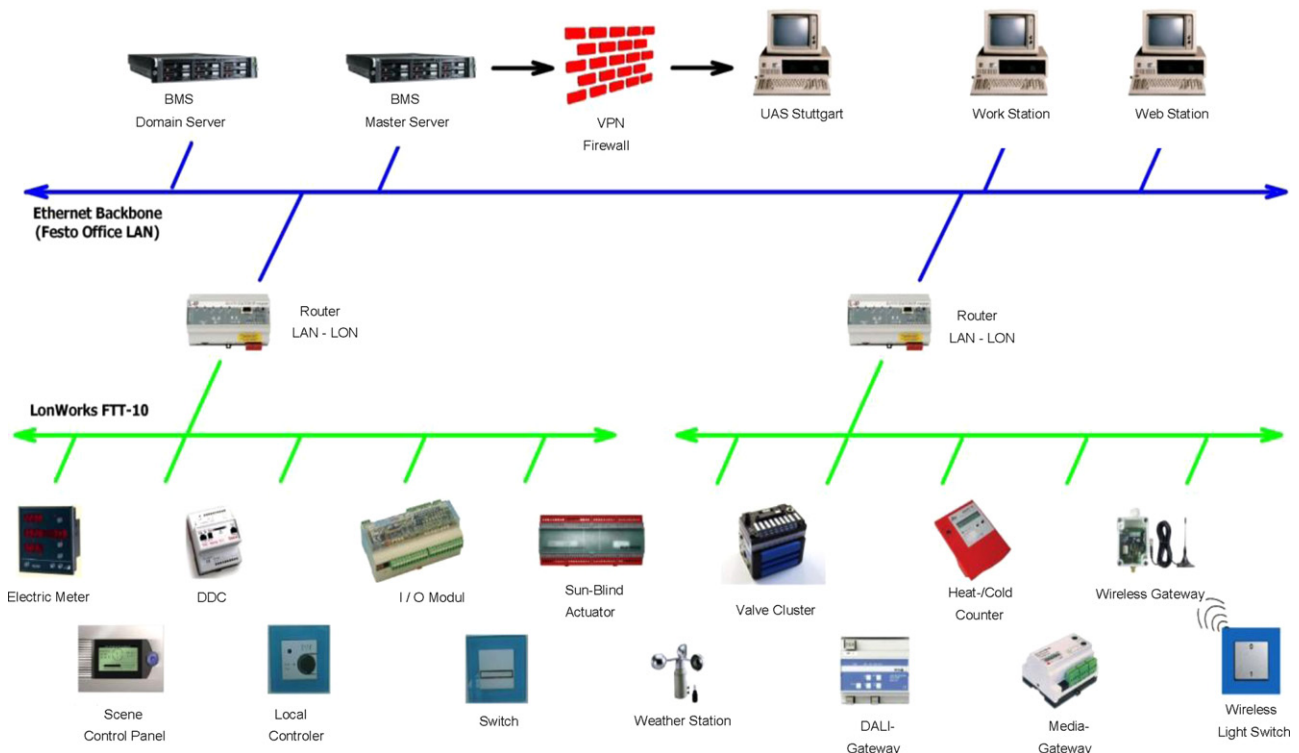 BMS
Domain Server
BMS
Master Server
VPN
Firewall
UAS Stuttgart
Work Station
Web Station
Ethernet Backbone
(Festo Office LAN)
Router
LAN - LON
Router
LAN - LON
LonWorks FTT-10
Electric Meter
DDC
I / O Modul
Sun-Blind
Actuator
Valve Cluster
Heat-/Cold
Counter
Wireless Gateway
Scene
Control Panel
Local
Controler
Switch
Weather Station
DALI-
Gateway
Media-
Gateway
Wireless
Light Switch